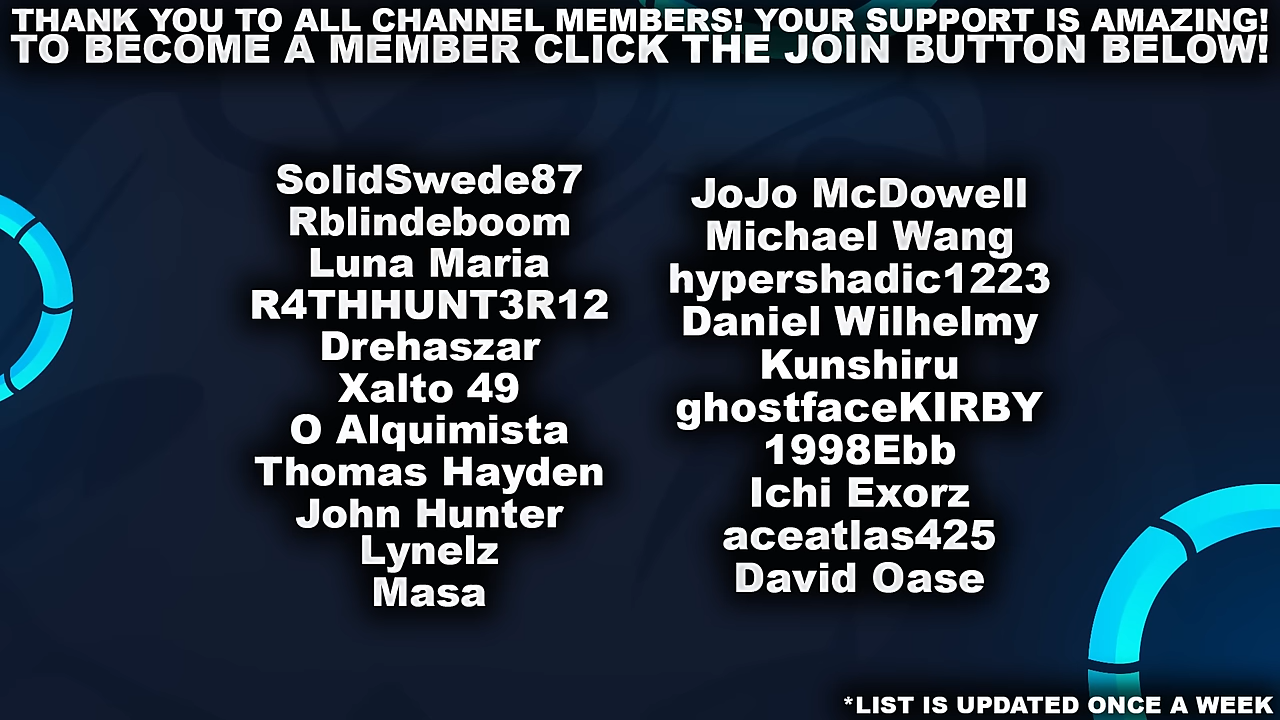 THANK YOU TO ALL CHANNEL MEMBERS! YOUR SUPPORT IS AMAZING!
TO BECOME A MEMBER CLICK THE JOIN BUTTON BELOW!
SolidSwede87
Rblindeboom
Luna Maria
R4THHUNT3R12
Drehaszar
Xalto 49
O Alquimista
Thomas Hayden
John Hunter
Lynelz
Masa
JoJo McDowell
Michael Wang
hypershadic1223
Daniel Wilhelmy
Kunshiru
ghostfaceKIRBY
1998Ebb
Ichi Exorz
aceatlas425
David Oase
*LIST IS UPDATED ONCE A WEEK